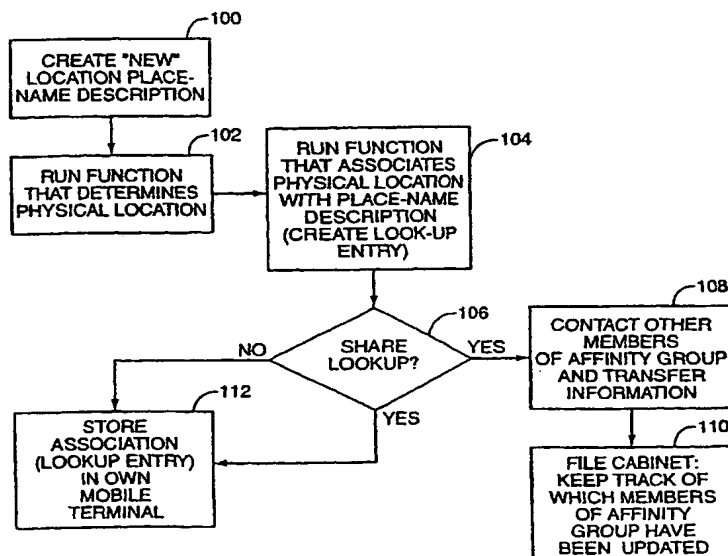 100
CREATE "NEW"
LOCATION PLACE-
NAME DESCRIPTION
102
RUN FUNCTION
THAT DETERMINES
PHYSICAL LOCATION
104
RUN FUNCTION
THAT ASSOCIATES
PHYSICAL LOCATION
WITH PLACE-NAME
DESCRIPTION
(CREATE LOOK-UP
ENTRY)
106
SHARE
LOOKUP?
NO
YES
YES
108
CONTACT OTHER
MEMBERS
OF AFFINITY GROUP
AND TRANSFER
INFORMATION
112
STORE
ASSOCIATION
(LOOKUP ENTRY)
IN OWN
MOBILE
TERMINAL
110
FILE CABINET:
KEEP TRACK OF
WHICH MEMBERS
OF AFFINITY
GROUP HAVE
BEEN UPDATED